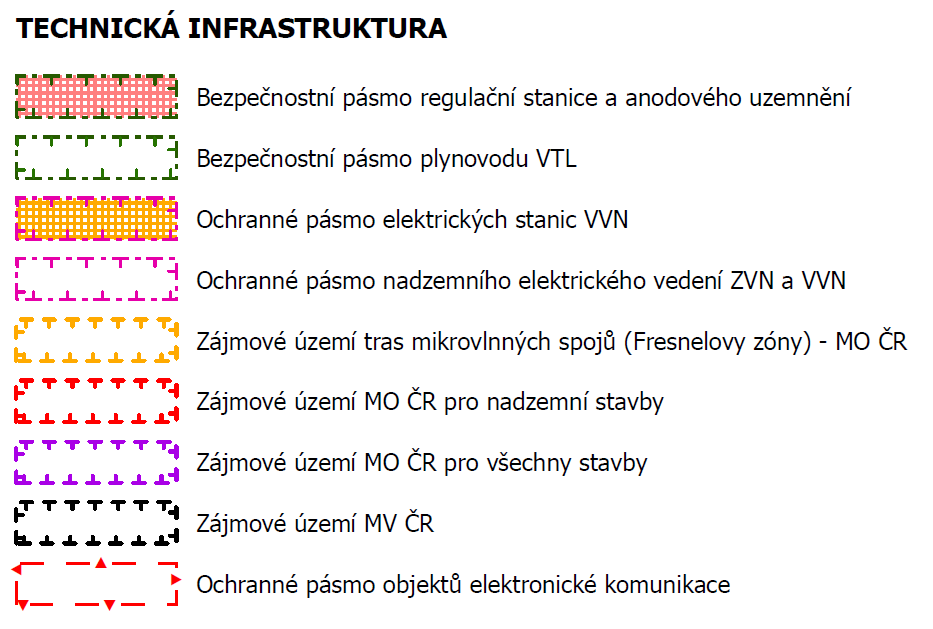 TECHNICKÁ INFRASTRUKTURA
Bezpečnostní pásmo regulační stanice a anodového uzemnění
Bezpečnostní pásmo plynovodu VTL
Ochranné pásmo elektrických stanic VVN
Ochranné pásmo nadzemního elektrického vedení ZVN a VVN
Zájmové území tras mikrovlnných spojů (Fresnelovy zóny) - MO ČR
Zájmové území MO ČR pro nadzemní stavby
Zájmové území MO ČR pro všechny stavby
Zájmové území MV ČR
Ochranné pásmo objektů elektronické komunikace